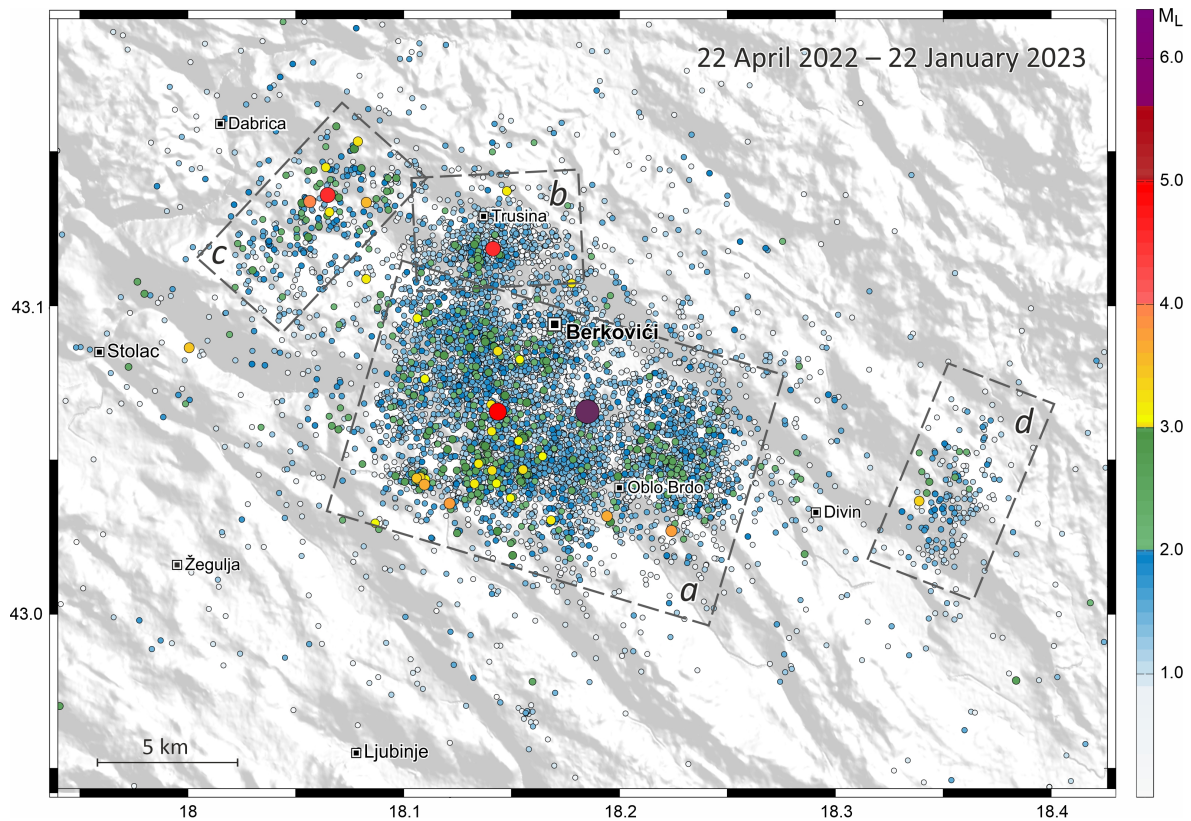 M_L
22 April 2022 – 22 January 2023
6.0
Dabrica
5.0
b
Trusina
c
43.1
4.0
Berkovići
Stolac
3.0
d
Oblo Brdo
Divin
2.0
Žegulja
a
43.0
1.0
5 km
Ljubinje
18
18.1
18.2
18.3
18.4